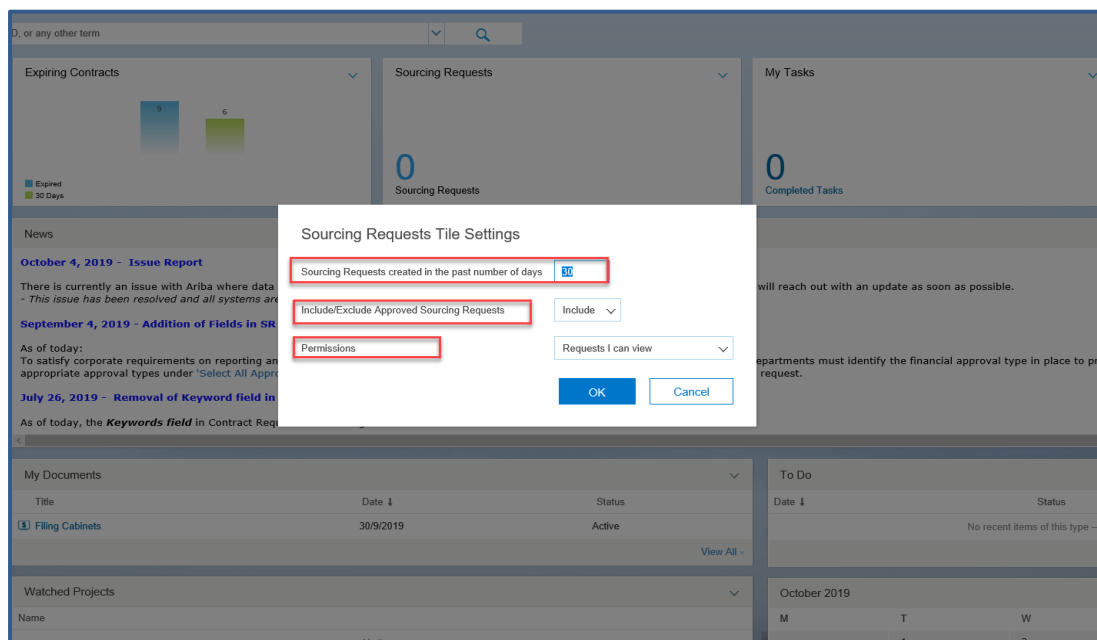 D, or any other term
Expiring Contracts
9
6
Expired
30 Days
Sourcing Requests
0
Sourcing Requests
My Tasks
0
Completed Tasks
News
October 4, 2019 - Issue Report
There is currently an issue with Ariba where data will reach out with an update as soon as possible.
- This issue has been resolved and all systems are
September 4, 2019 - Addition of Fields in SR
As of today:
To satisfy corporate requirements on reporting an epartments must identify the financial approval type in place to pr
appropriate approval types under 'Select All Appro request.
July 26, 2019 - Removal of Keyword field in
As of today, the Keywords field in Contract Requ
Sourcing Requests Tile Settings
Sourcing Requests created in the past number of days 30
Include/Exclude Approved Sourcing Requests Include
Permissions Requests I can view
OK Cancel
My Documents
Title Date ↓ Status
Filing Cabinets 30/9/2019 Active
View All »
To Do
Date ↓ Status
No recent items of this type –
Watched Projects
Name
October 2019
M T W